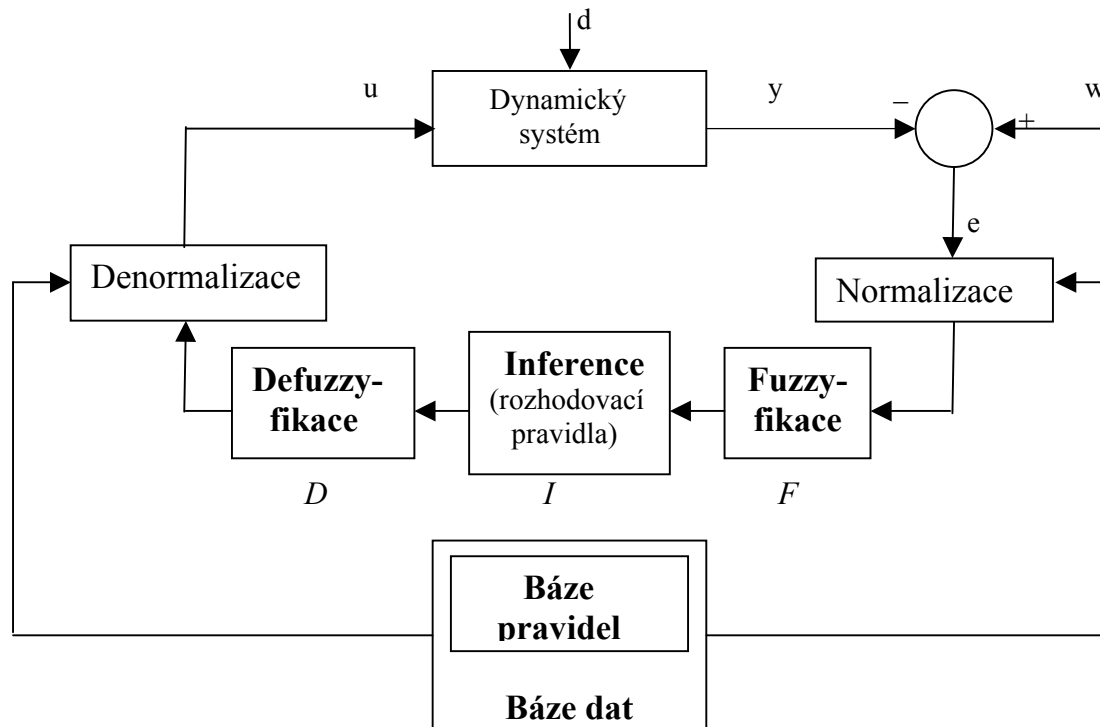 d
u
Dynamický
systém
y
−
+
w
e
Denormalizace
Normalizace
Defuzzy-
fikace
Inference
(rozhodovací
pravidla)
Fuzzy-
fikace
D
I
F
Báze
pravidel
Báze dat